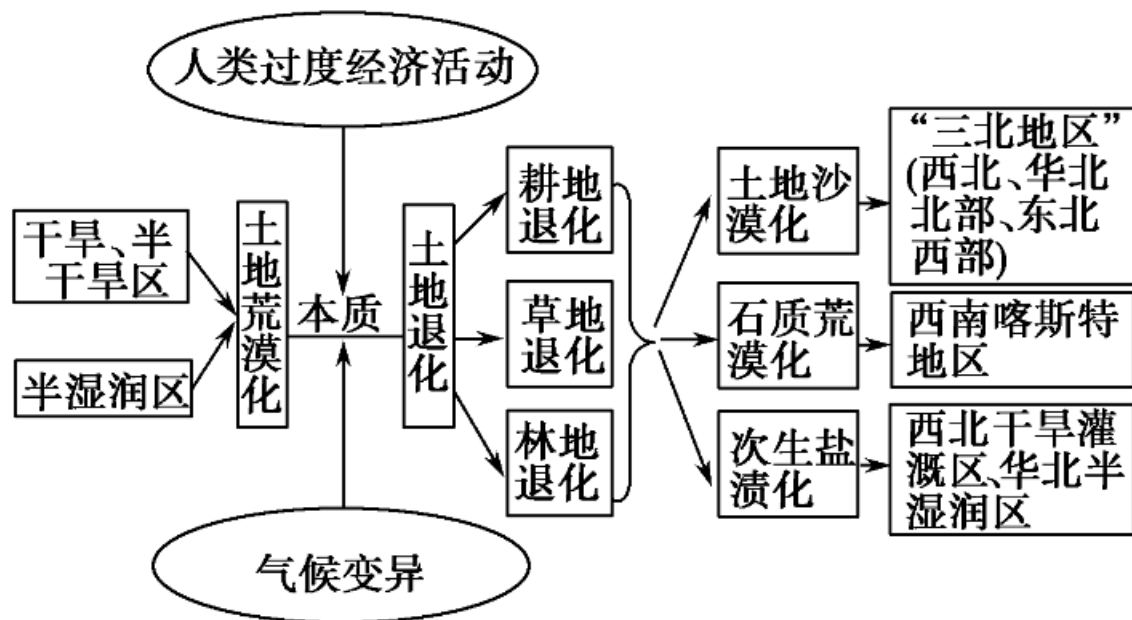 人类过度经济活动
干旱、半
干旱区
半湿润区
土地荒漠化
本质
土地退化
耕地
退化
草地
退化
林地
退化
土地沙
漠化
石质荒
漠化
次生盐
渍化
“三北地区”
(西北、华北
北部、东北
西部)
西南喀斯特
地区
西北干旱灌
溉区、华北半
湿润区
气候变异